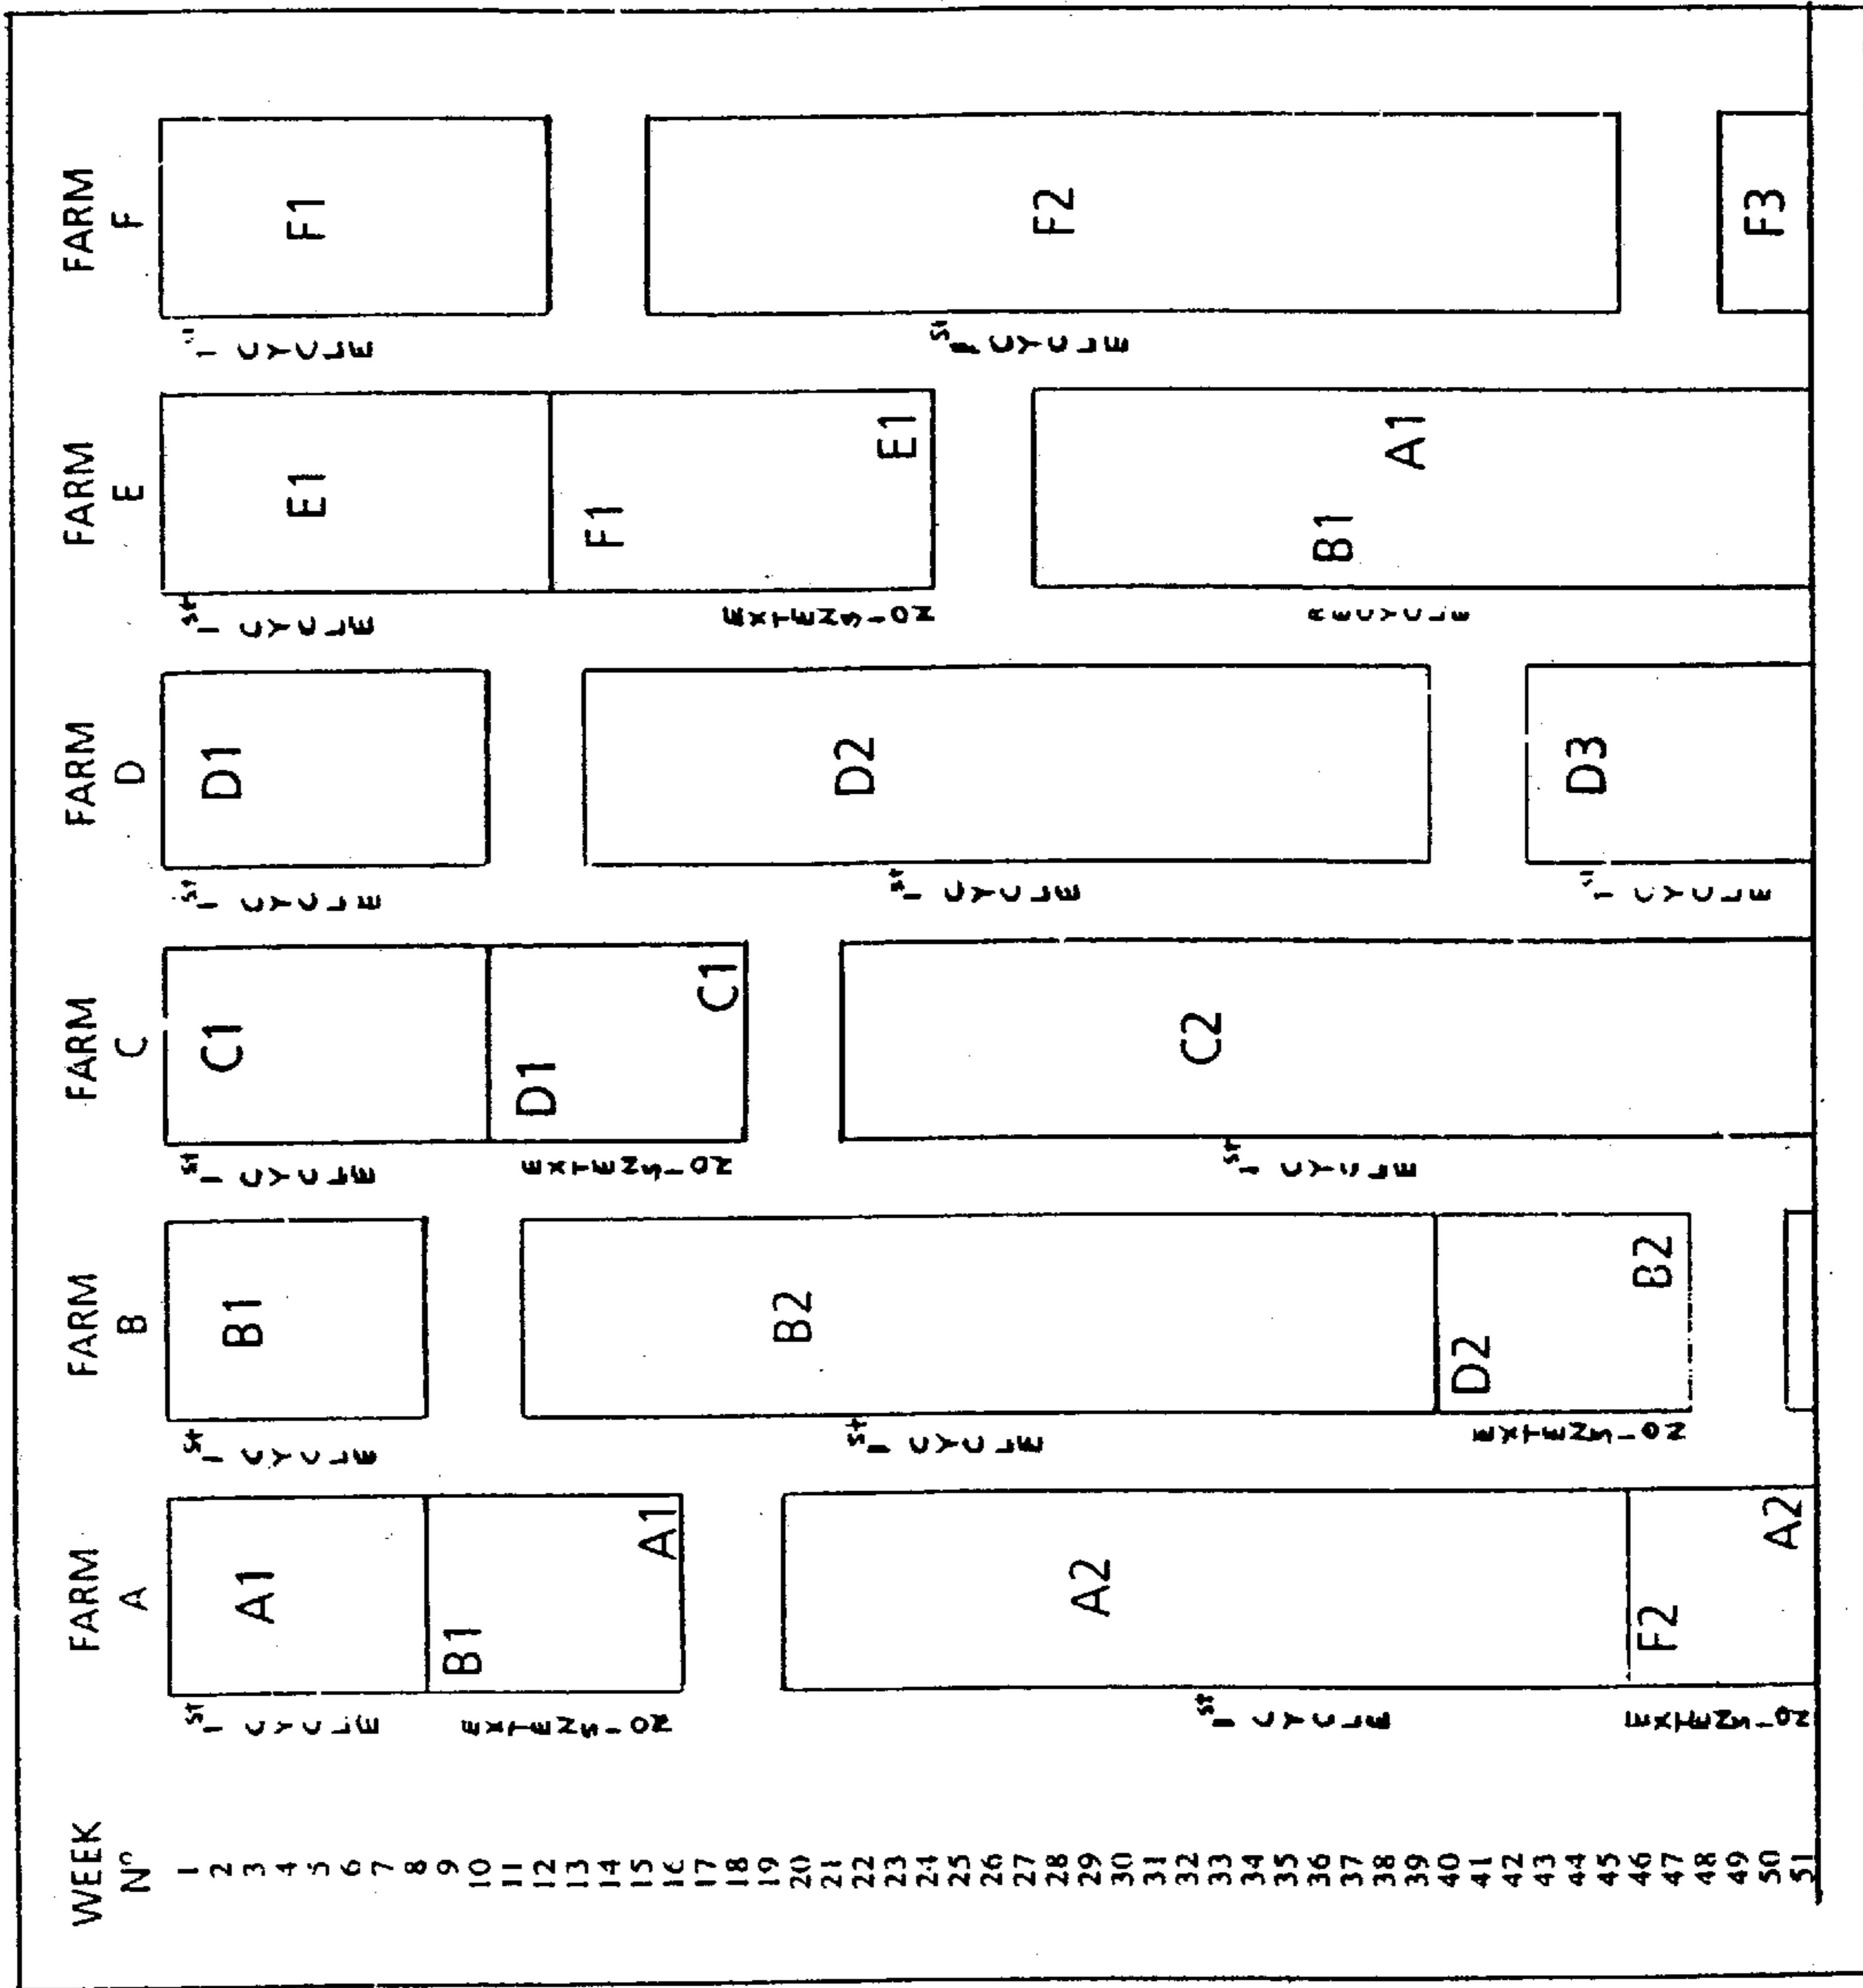 WEEK FARM FARM FARM FARM FARM FARM
Nº A B C D E F
1
2
3
4
5
6
7
8
9
10
11
12
13
14
15
16
17
18
19
20
21
22
23
24
25
26
27
28
29
30
31
32
33
34
35
36
37
38
39
40
41
42
43
44
45
46
47
48
49
50
51
1st CYCLE
A1
EXTENSION
B1
A1
1st CYCLE
A2
EXTENSION
F2
A2
1st CYCLE
B1
1st CYCLE
B2
EXTENSION
D2
B2
1st CYCLE
C1
EXTENSION
D1
C1
1st CYCLE
C2
1st CYCLE
D1
1st CYCLE
D2
1st CYCLE
D3
1st CYCLE
E1
EXTENSION
F1
E1
RECYCLE
B1
A1
1st CYCLE
F1
1st CYCLE
F2
F3